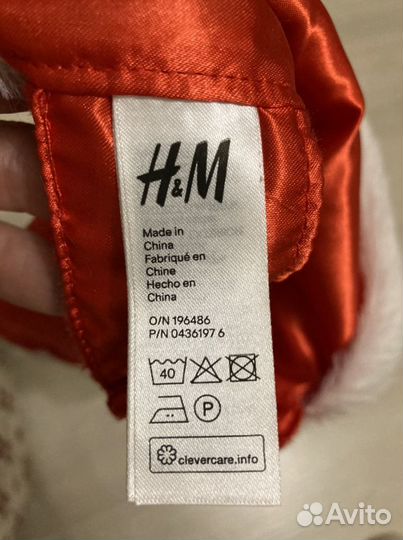 H&M
Made in
China
Fabriqué en
Chine
Hecho en
China
O/N 196486
P/N 0436197 6
40
P
clevercare.info
Avito